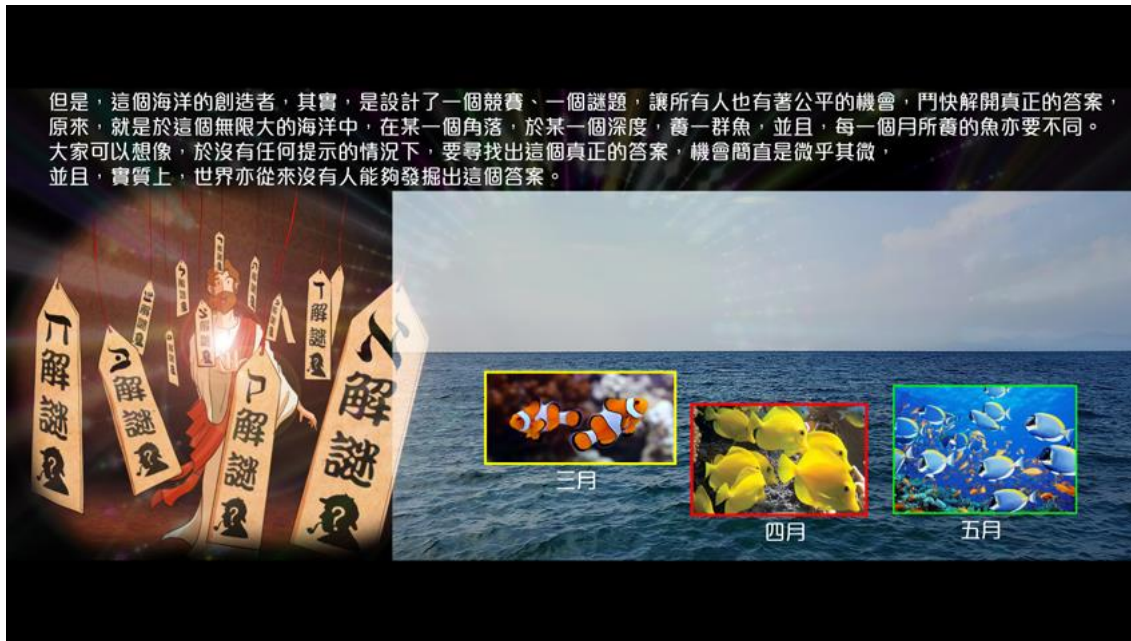 但是，這個海洋的創造者，其實，是設計了一個競賽、一個謎題，讓所有人也有著公平的機會，鬥快解開真正的答案，
原來，就是於這個無限大的海洋中，在某一個角落，於某一個深度，養一群魚，並且，每一個月所養的魚亦要不同。
大家可以想像，於沒有任何提示的情況下，要尋找出這個真正的答案，機會簡直是微乎其微，
並且，實質上，世界亦從來沒有人能夠發掘出這個答案。
解謎
解謎
解謎
解謎
解謎
三月
四月
五月